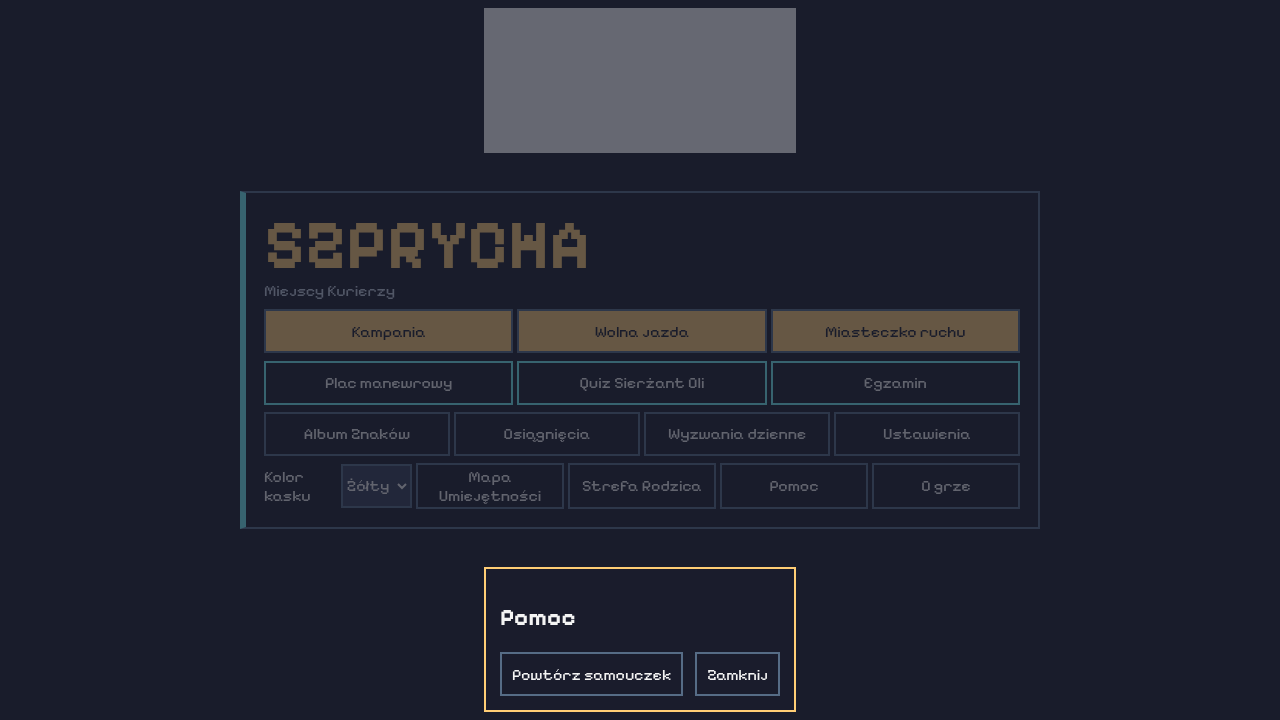 SZPRYCHA
Miejscy Kurierzy
Kampania
Wolna jazda
Miasteczko ruchu
Plac manewrowy
Quiz Sierżant Oli
Egzamin
Album Znaków
Osiągnięcia
Wyzwania dzienne
Ustawienia
Kolor
kasku
Żółty
Mapa
Umiejętności
Strefa Rodzica
Pomoc
O grze
Pomoc
Powtórz samouczek
Zamknij